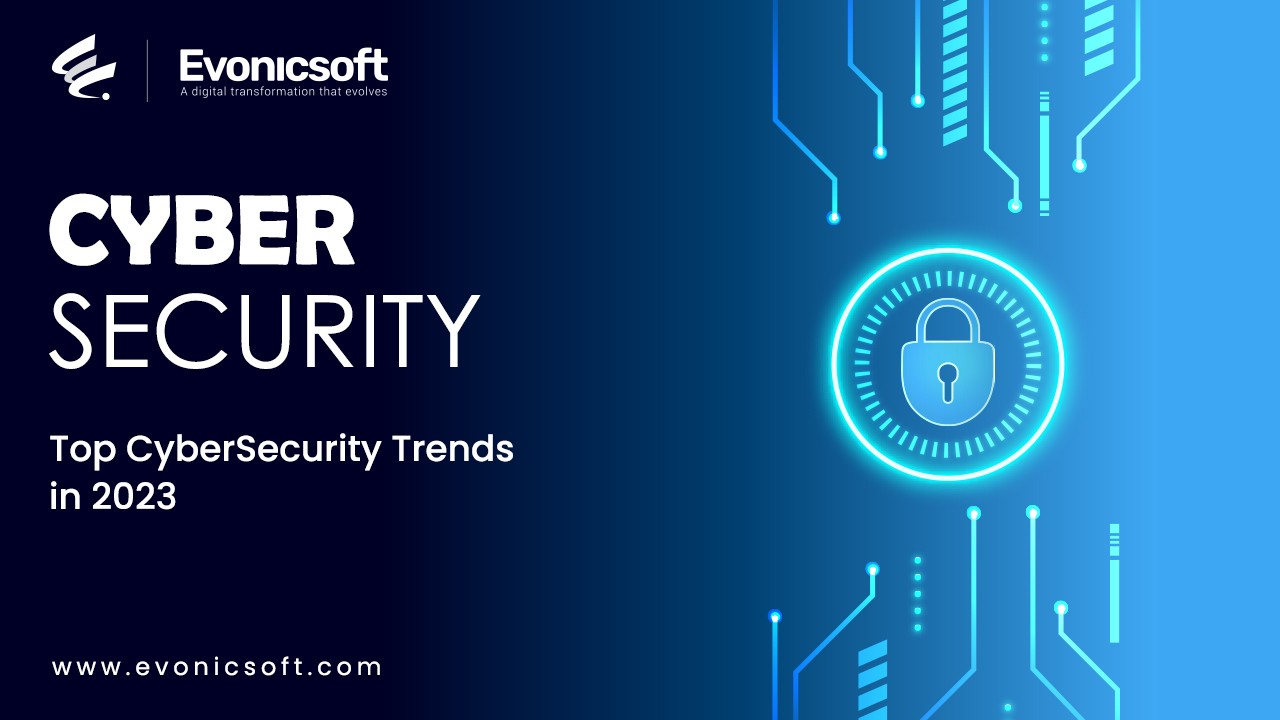 Evonicsoft
A digital transformation that evolves
CYBER
SECURITY
Top CyberSecurity Trends
in 2023
www.evonicsoft.com